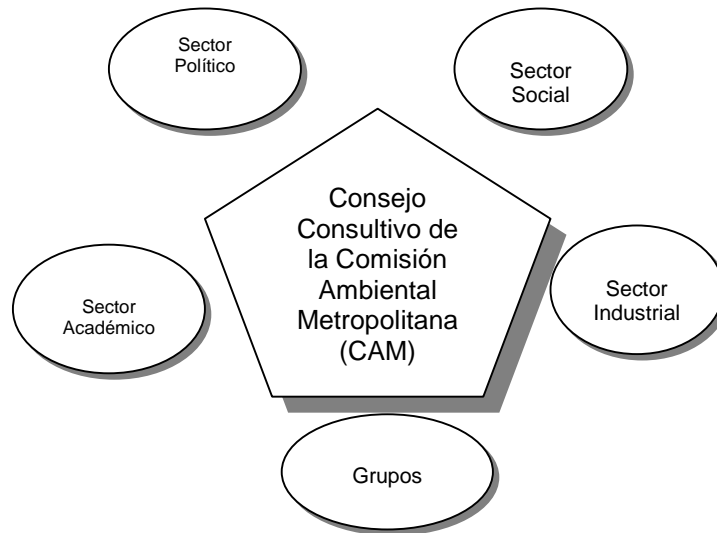 Sector
Político
Sector
Social
Consejo
Consultivo de
la Comisión
Ambiental
Metropolitana
(CAM)
Sector
Académico
Sector
Industrial
Grupos